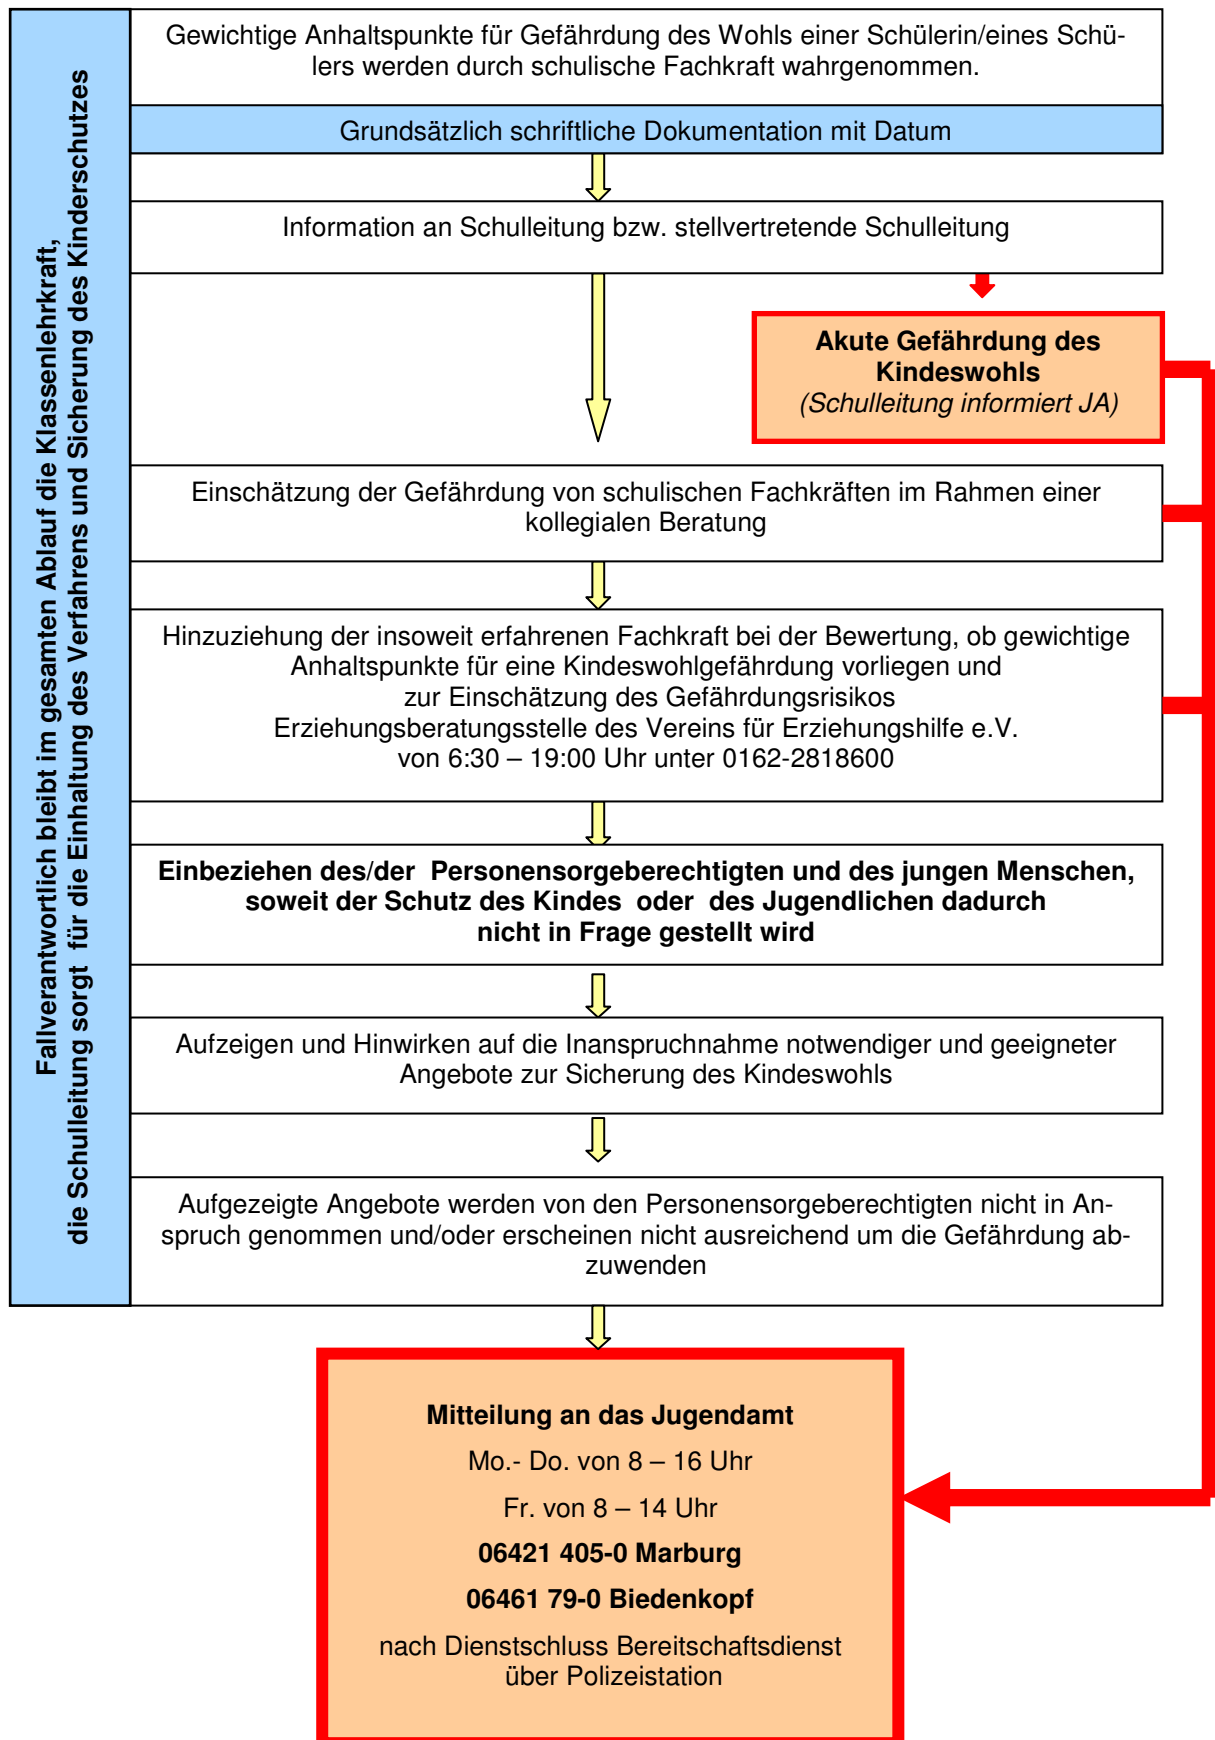 Fallverantwortlich bleibt im gesamten Ablauf die Klassenlehrkraft,
die Schulleitung sorgt für die Einhaltung des Verfahrens und Sicherung des Kinderschutzes
Gewichtige Anhaltspunkte für Gefährdung des Wohls einer Schülerin/eines Schü-
lers werden durch schulische Fachkraft wahrgenommen.
Grundsätzlich schriftliche Dokumentation mit Datum
Information an Schulleitung bzw. stellvertretende Schulleitung
Akute Gefährdung des
Kindeswohls
(Schulleitung informiert JA)
Einschätzung der Gefährdung von schulischen Fachkräften im Rahmen einer
kollegialen Beratung
Hinzuziehung der insoweit erfahrenen Fachkraft bei der Bewertung, ob gewichtige
Anhaltspunkte für eine Kindeswohlgefährdung vorliegen und
zur Einschätzung des Gefährdungsrisikos
Erziehungsberatungsstelle des Vereins für Erziehungshilfe e.V.
von 6:30 – 19:00 Uhr unter 0162-2818600
Einbeziehen des/der Personensorgeberechtigten und des jungen Menschen,
soweit der Schutz des Kindes oder des Jugendlichen dadurch
nicht in Frage gestellt wird
Aufzeigen und Hinwirken auf die Inanspruchnahme notwendiger und geeigneter
Angebote zur Sicherung des Kindeswohls
Aufgezeigte Angebote werden von den Personensorgeberechtigten nicht in An-
spruch genommen und/oder erscheinen nicht ausreichend um die Gefährdung ab-
zuwenden
Mitteilung an das Jugendamt
Mo.- Do. von 8 – 16 Uhr
Fr. von 8 – 14 Uhr
06421 405-0 Marburg
06461 79-0 Biedenkopf
nach Dienstschluss Bereitschaftsdienst
über Polizeistation